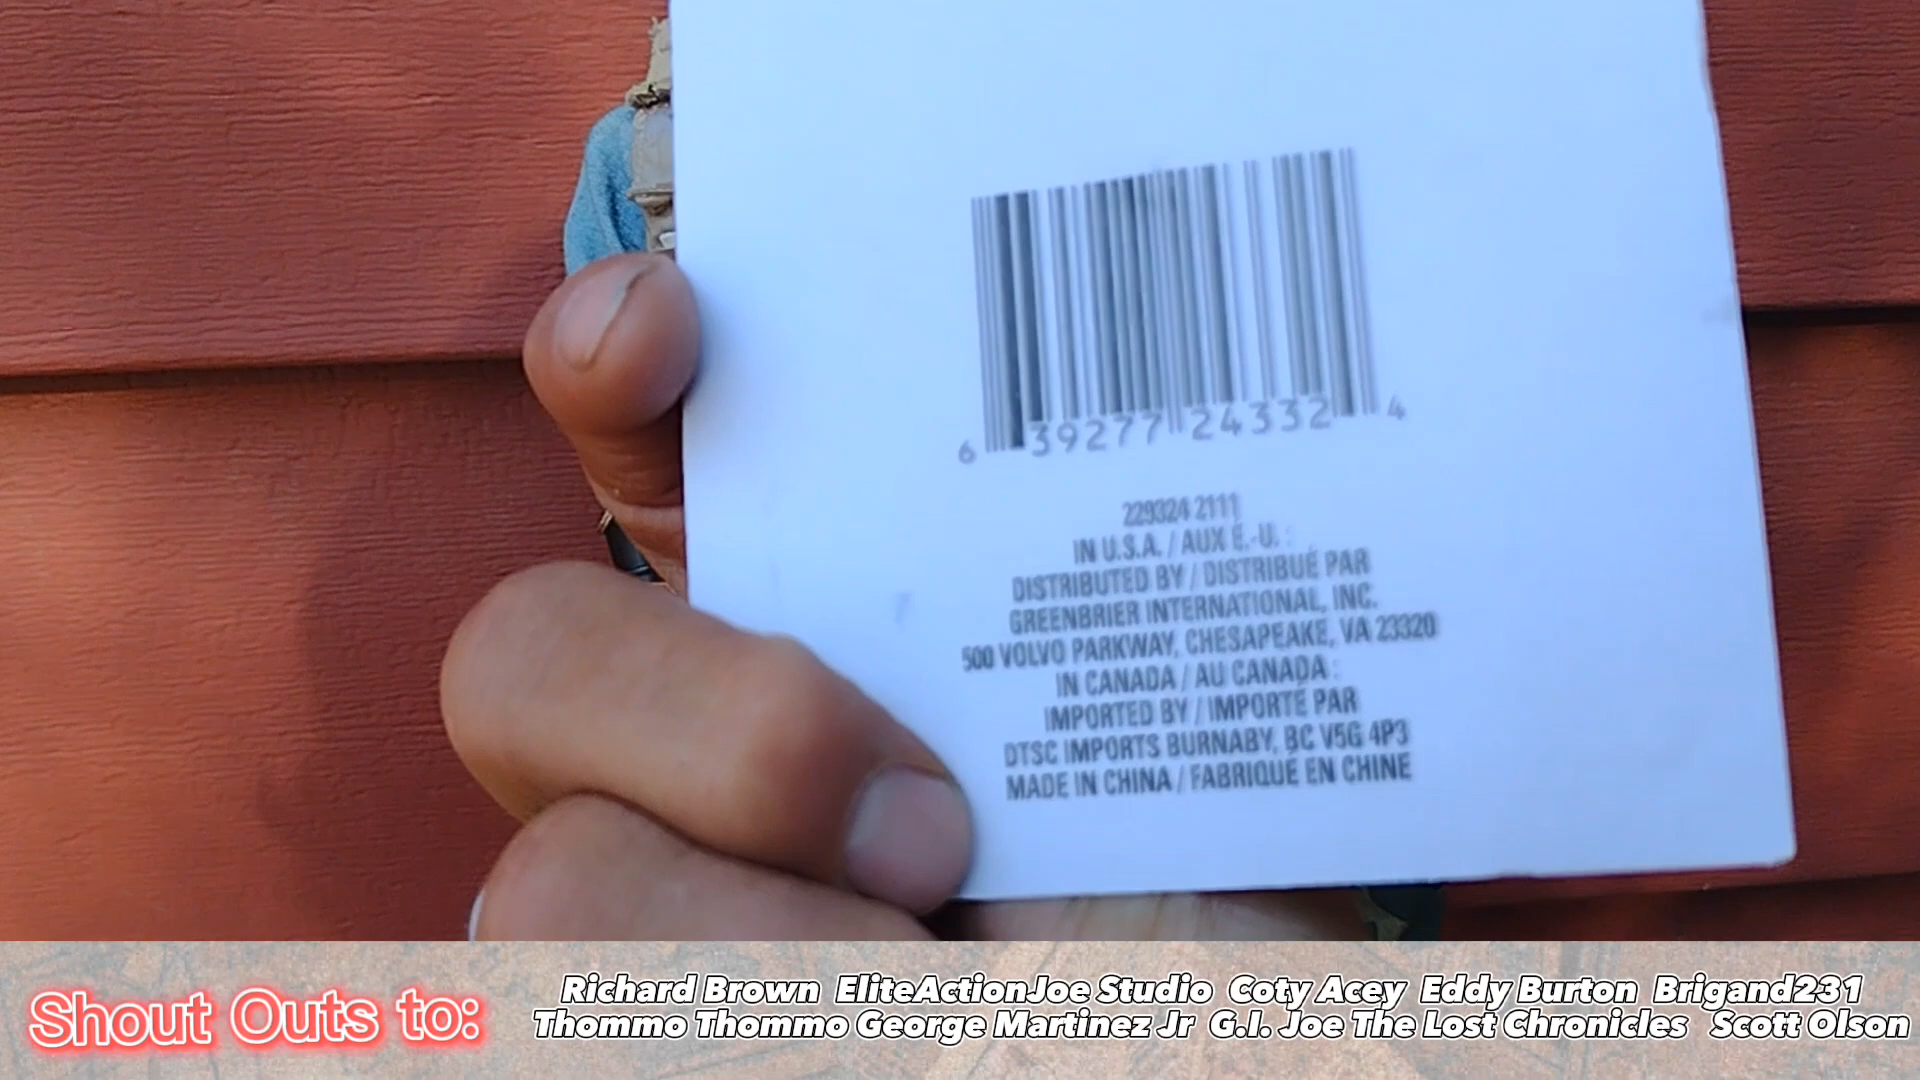 6 39277 24332 4
229324 2111
IN U.S.A. / AUX É.-U. :
DISTRIBUTED BY / DISTRIBUÉ PAR
GREENBRIER INTERNATIONAL, INC.
500 VOLVO PARKWAY, CHESAPEAKE, VA 23320
IN CANADA / AU CANADA :
IMPORTED BY / IMPORTÉ PAR
DTSC IMPORTS BURNABY, BC V5G 4P3
MADE IN CHINA / FABRIQUÉ EN CHINE
Shout Outs to:
Richard Brown EliteActionJoe Studio Coty Acey Eddy Burton Brigand231
Thommo Thommo George Martinez Jr G.I. Joe The Lost Chronicles Scott Olson